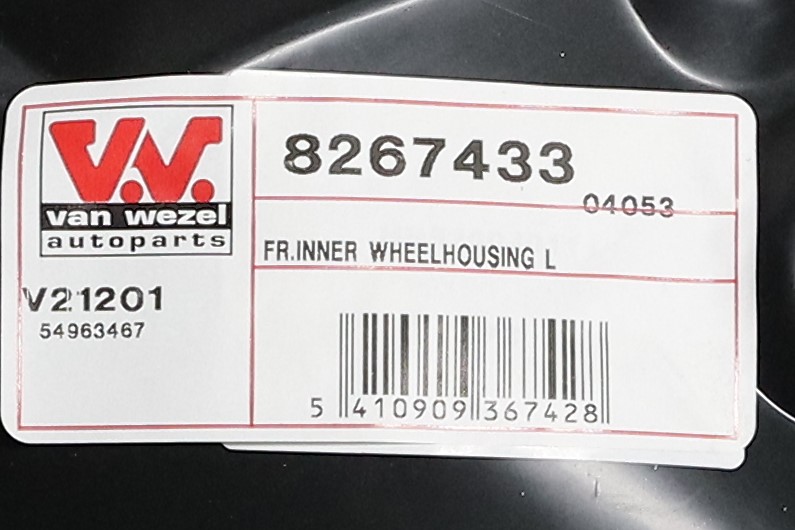 V.V.
van wezel
autoparts
8267433
04053
FR.INNER WHEELHOUSING L
V21201
54963467
5 410909 367428